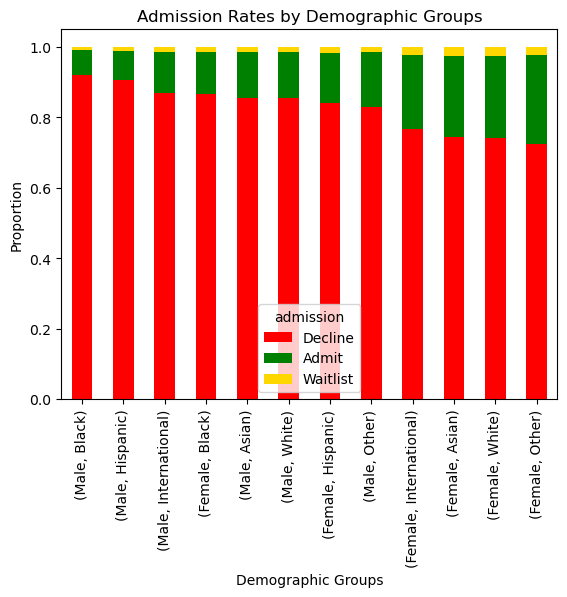 Admission Rates by Demographic Groups
Proportion
1.0
0.8
0.6
0.4
0.2
0.0
admission
Decline
Admit
Waitlist
(Male, Black)
(Male, Hispanic)
(Male, International)
(Female, Black)
(Male, Asian)
(Male, White)
(Female, Hispanic)
(Male, Other)
(Female, International)
(Female, Asian)
(Female, White)
(Female, Other)
Demographic Groups